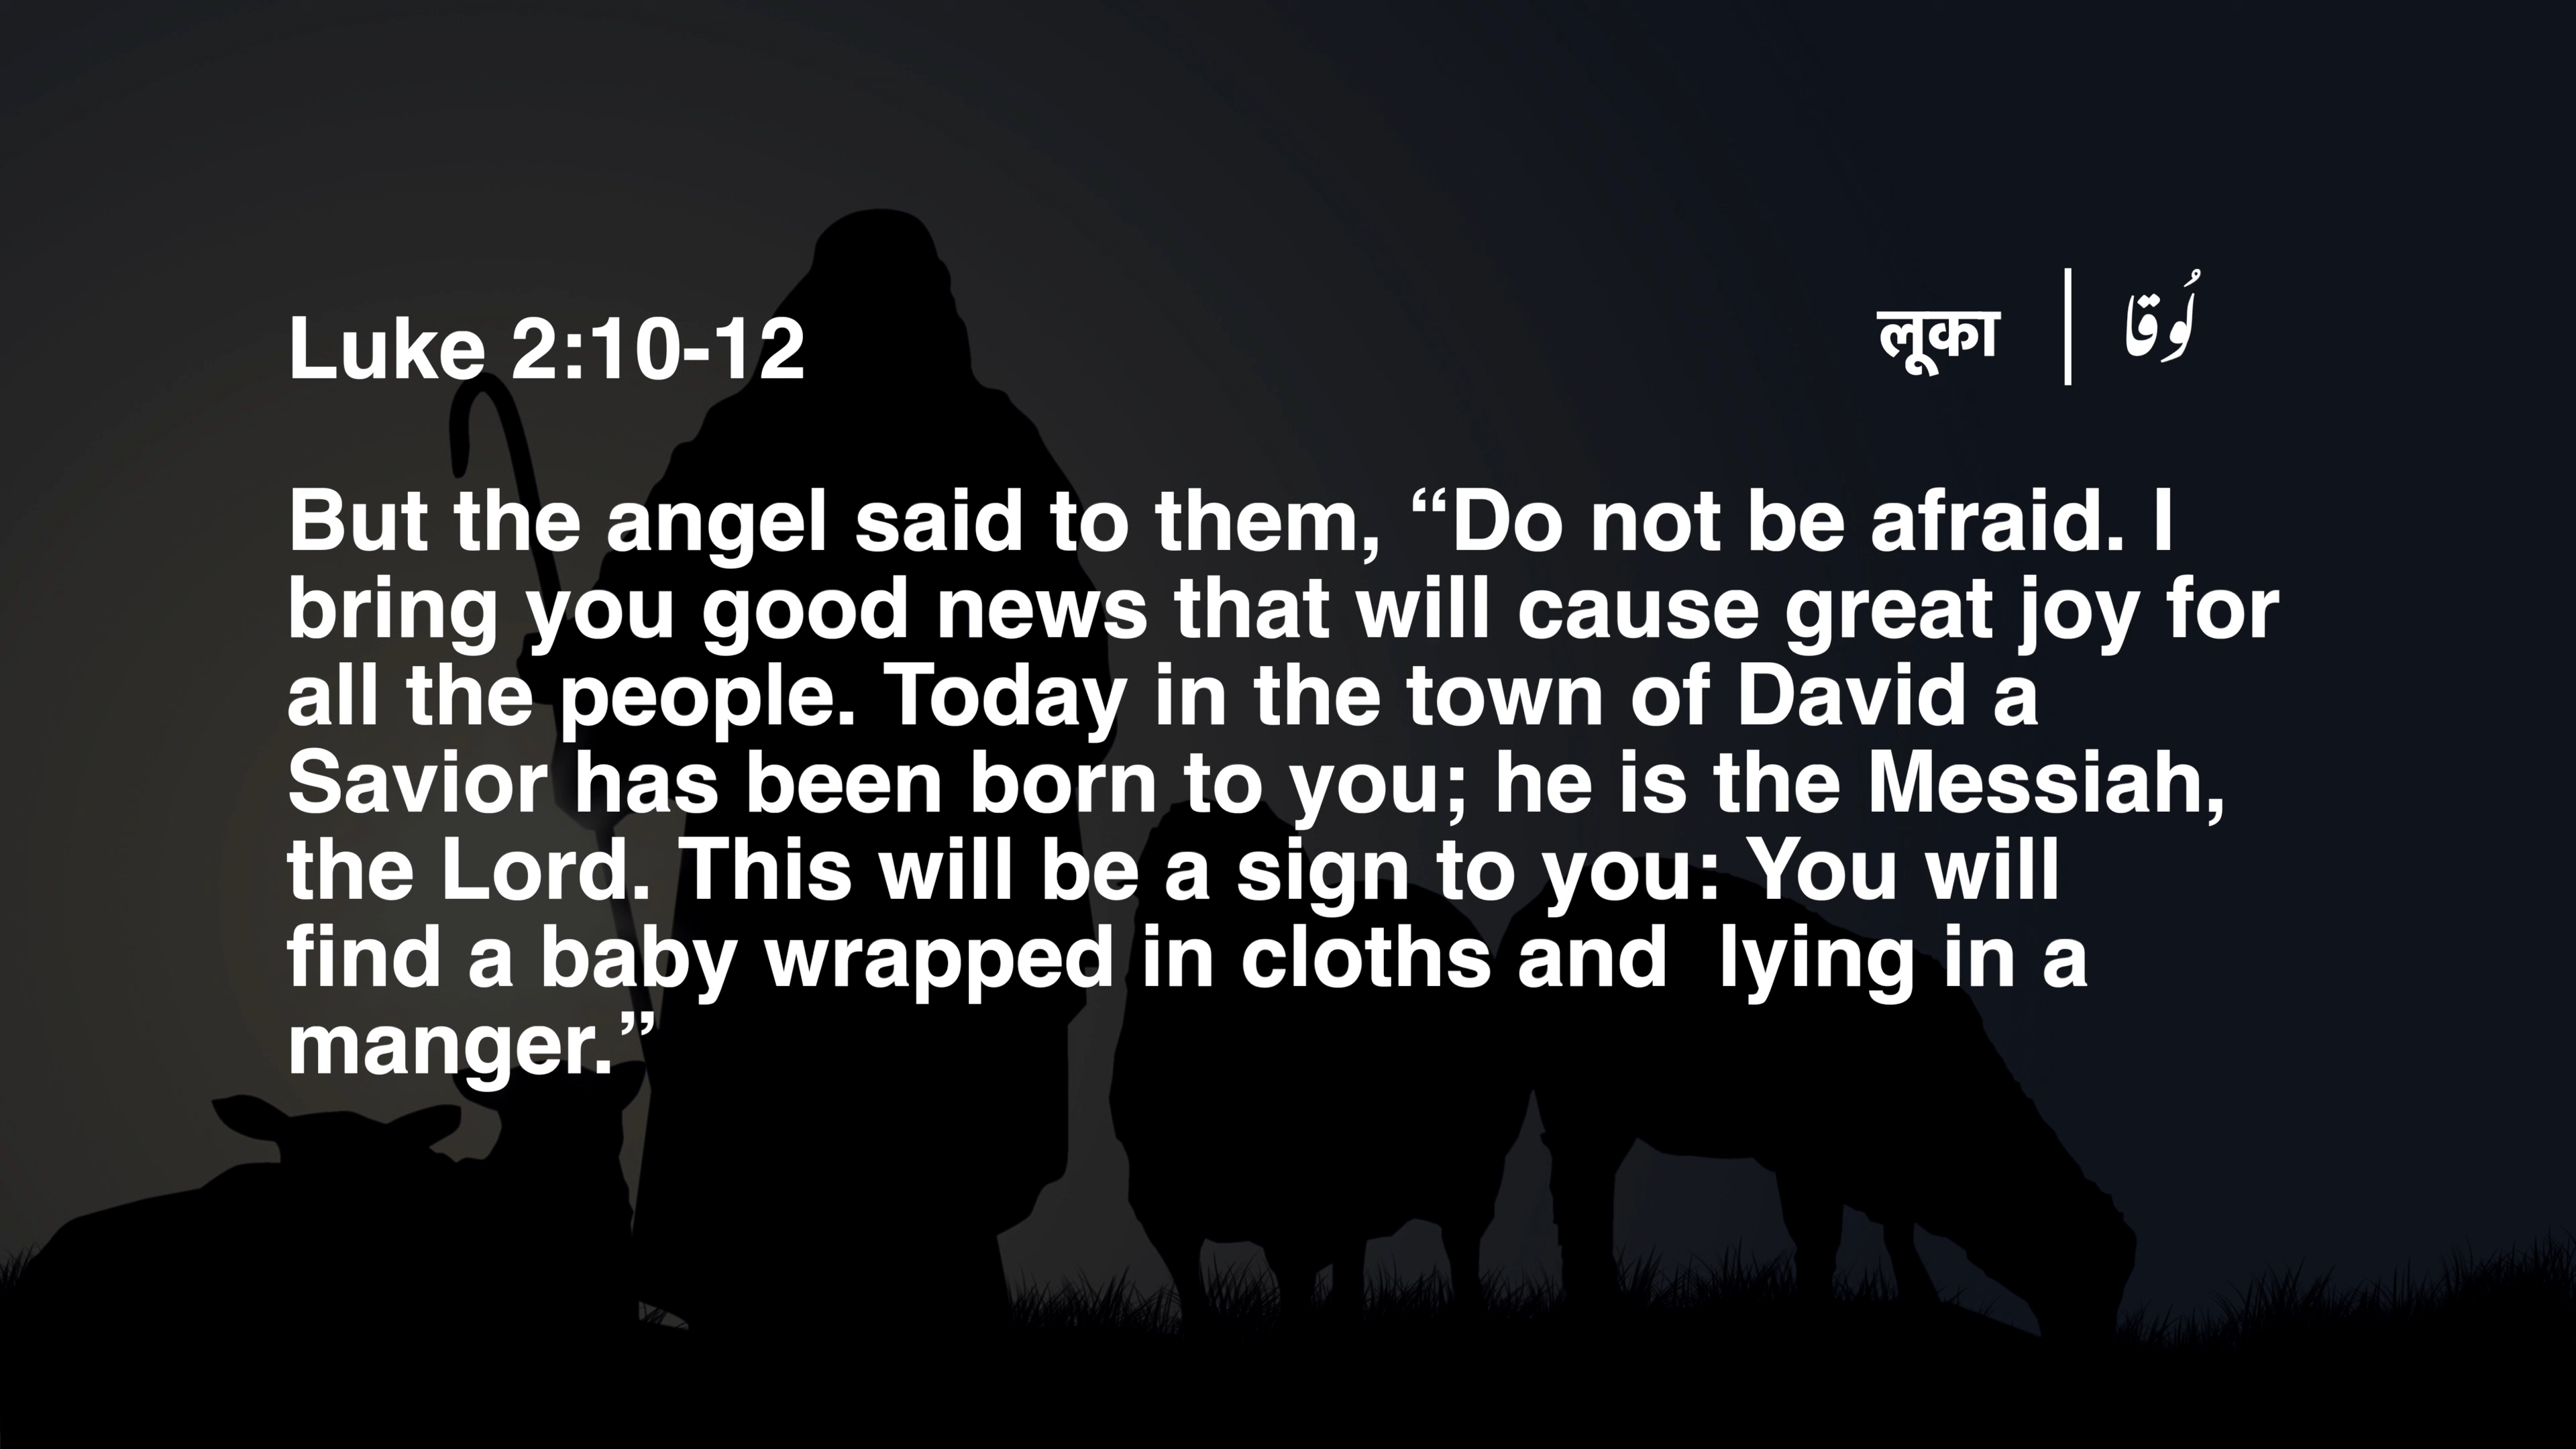 Luke 2:10-12
लूका | لُوقا
But the angel said to them, “Do not be afraid. I
bring you good news that will cause great joy for
all the people. Today in the town of David a
Savior has been born to you; he is the Messiah,
the Lord. This will be a sign to you: You will
find a baby wrapped in cloths and  lying in a
manger.”